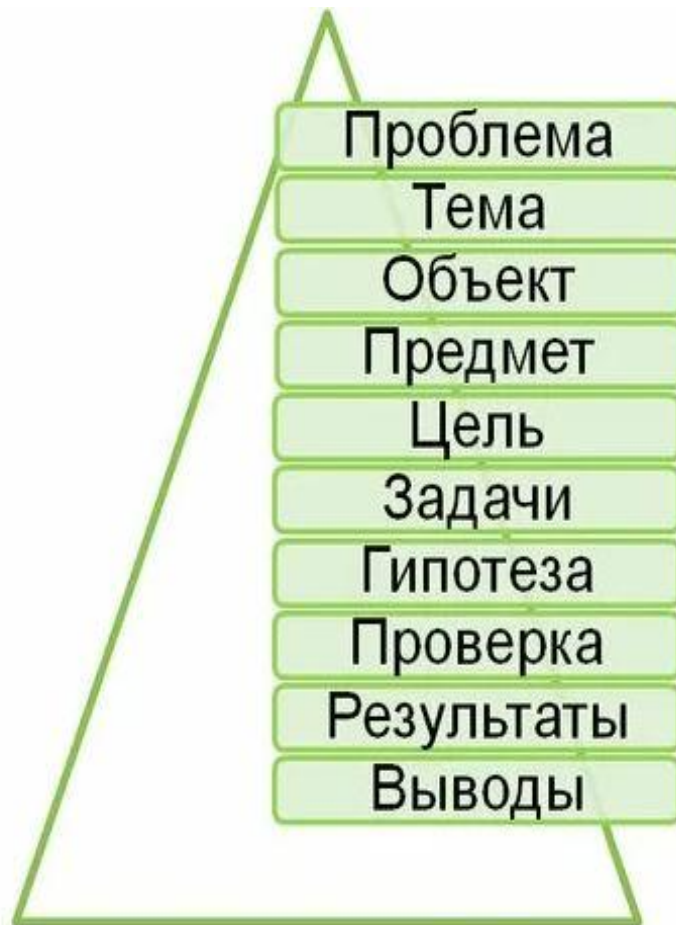 Проблема
Тема
Объект
Предмет
Цель
Задачи
Гипотеза
Проверка
Результаты
Выводы